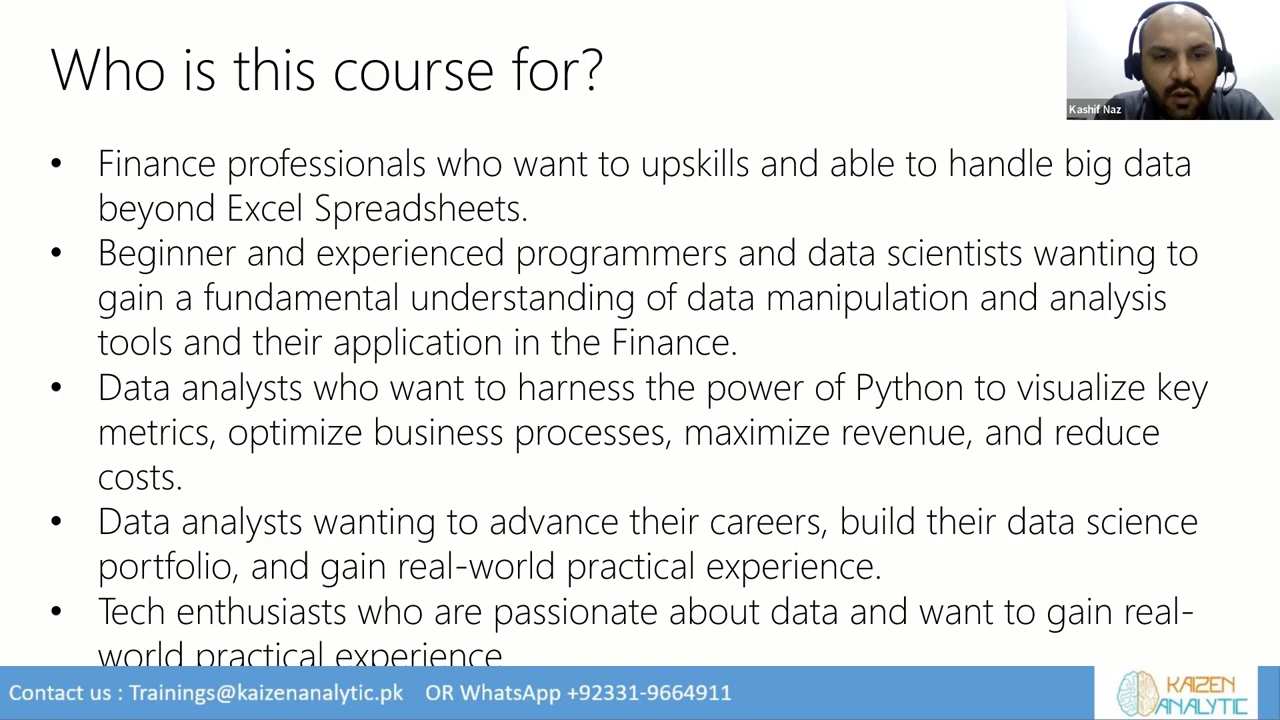 Who is this course for?
Kashif Naz
• Finance professionals who want to upskills and able to handle big data
beyond Excel Spreadsheets.
• Beginner and experienced programmers and data scientists wanting to
gain a fundamental understanding of data manipulation and analysis
tools and their application in the Finance.
• Data analysts who want to harness the power of Python to visualize key
metrics, optimize business processes, maximize revenue, and reduce
costs.
• Data analysts wanting to advance their careers, build their data science
portfolio, and gain real-world practical experience.
• Tech enthusiasts who are passionate about data and want to gain real-
world practical experience
Contact us : Trainings@kaizenanalytic.pk OR WhatsApp +92331-9664911
KAIZEN
ANALYTIC